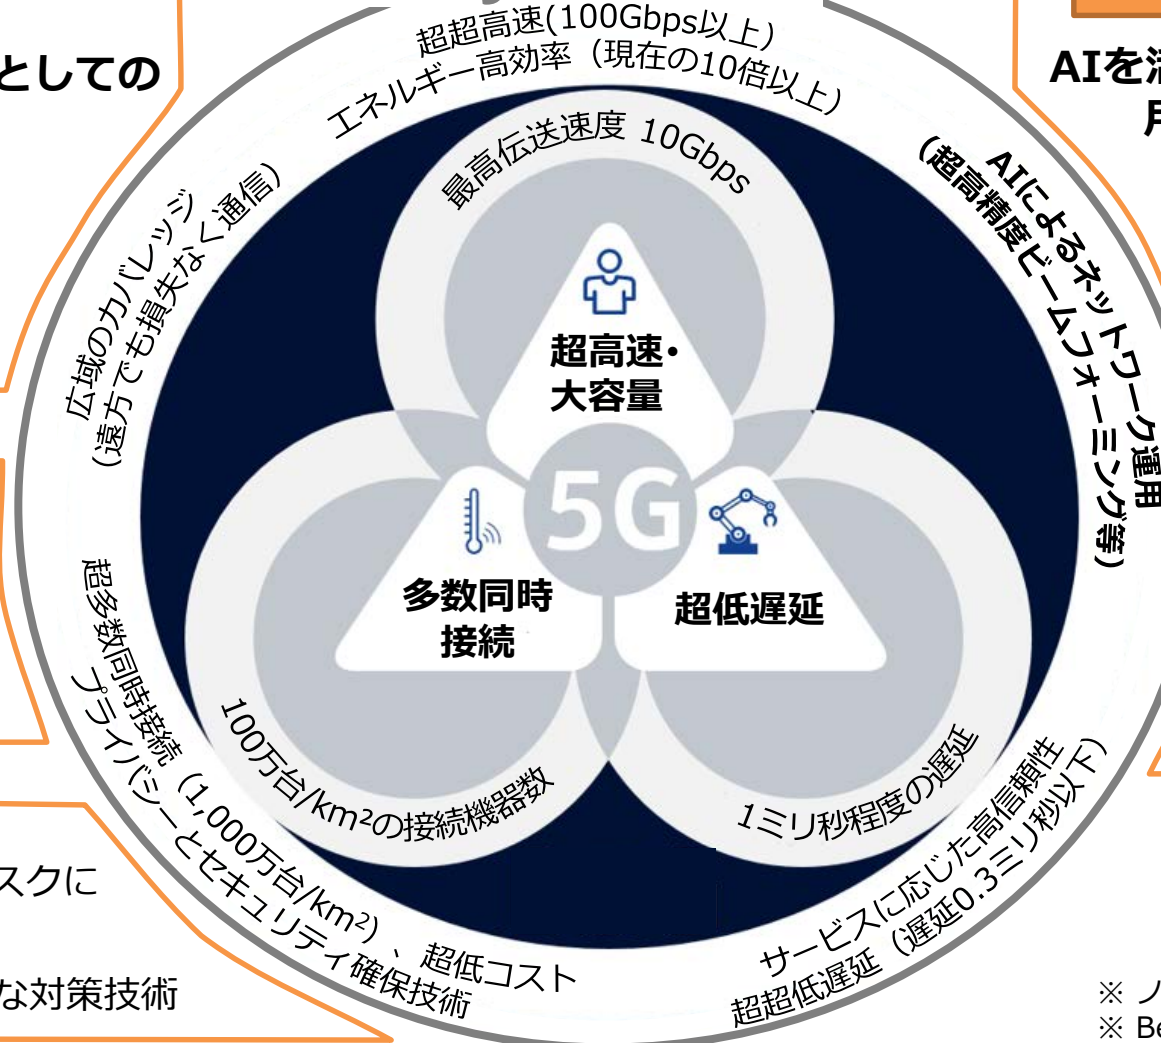 としての
AIを活
用
超超高速(100Gbps以上)
エネルギー高効率（現在の10倍以上）
最高伝送速度 10Gbps
広域のカバレッジ
（遠方でも損失なく通信）
AIによるネットワーク運用
（超高精度ビームフォーミング等）
超高速・
大容量
5G
多数同時
接続
超低遅延
100万台/km²の接続機器数
1ミリ秒程度の遅延
超多数同時接続（1,000万台/km²）、超低コスト
プライバシーとセキュリティ確保技術
サービスに応じた高信頼性
超超低遅延（遅延0.3ミリ秒以下）
スクに
な対策技術
※ ノ
※ Be